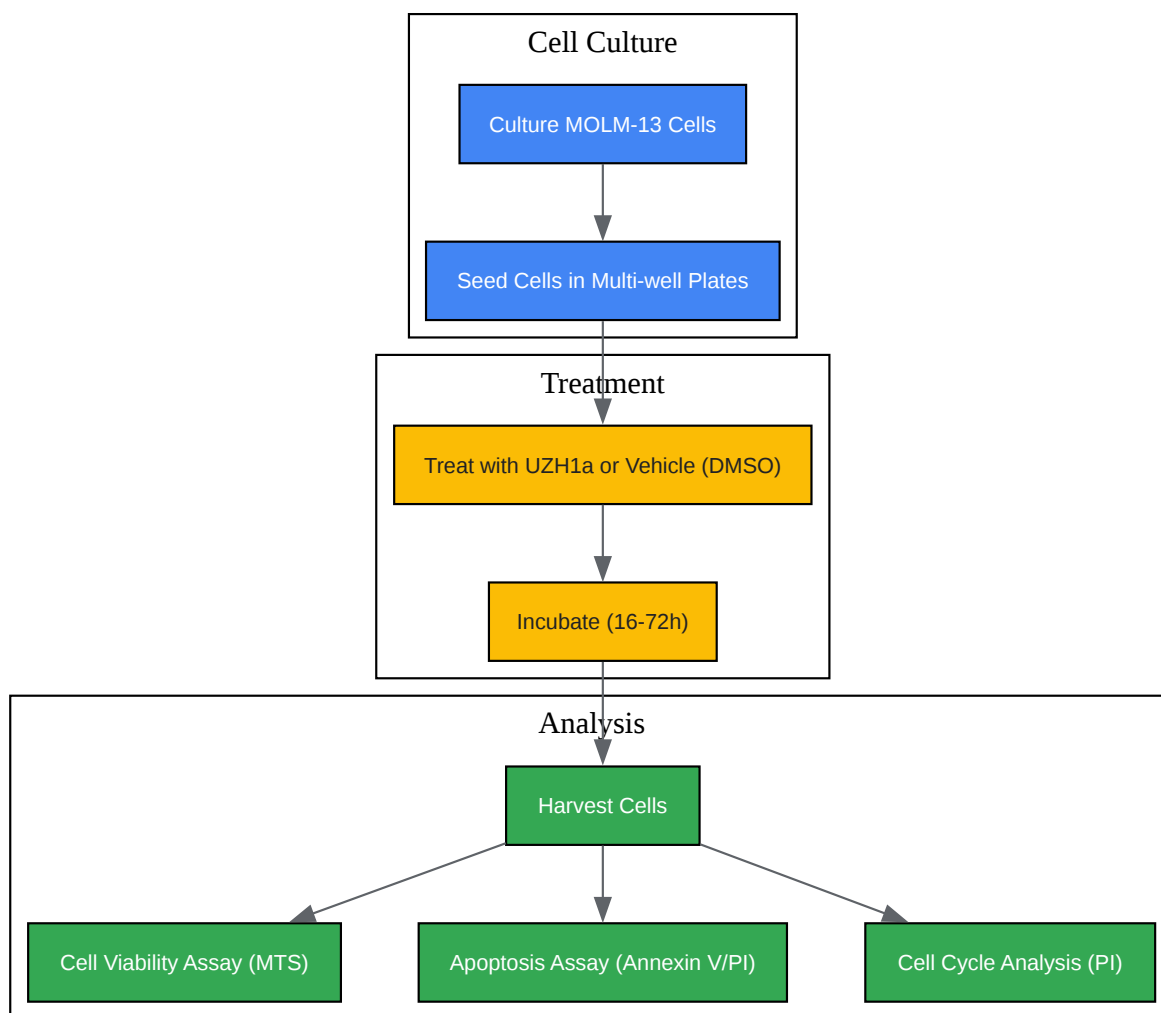 Cell Culture
Culture MOLM-13 Cells
Seed Cells in Multi-well Plates
Treatment
Treat with UZH1a or Vehicle (DMSO)
Incubate (16-72h)
Analysis
Harvest Cells
Cell Viability Assay (MTS)
Apoptosis Assay (Annexin V/PI)
Cell Cycle Analysis (PI)